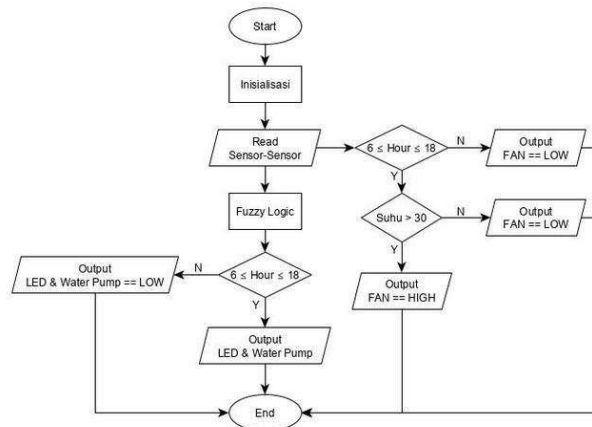 Start
Inisialisasi
Read
Sensor-Sensor
6 ≤ Hour ≤ 18
N
Output
FAN == LOW
Y
Fuzzy Logic
Suhu > 30
N
Output
FAN == LOW
Y
Output
LED & Water Pump == LOW
N
6 ≤ Hour ≤ 18
Y
Output
FAN == HIGH
Output
LED & Water Pump
End